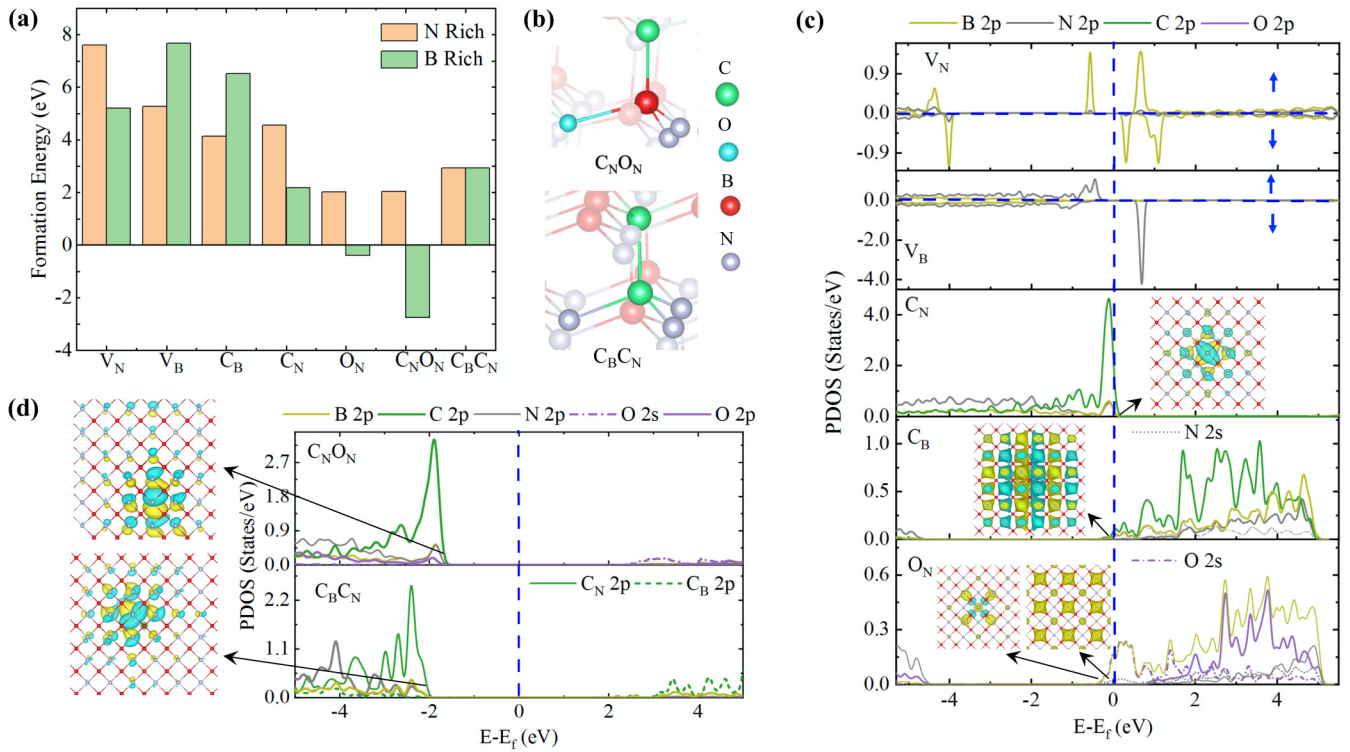 (a)
Formation Energy (eV)
8
6
4
2
0
-2
-4
N Rich
B Rich
V_N V_B C_B C_N O_N C_NO_N C_BC_N
(b)
C
O
B
N
C_NO_N
C_BC_N
(c)
B 2p N 2p C 2p O 2p
PDOS (States/eV)
V_N
0.9
0.0
-0.9
0.0
-2.0
-4.0
V_B
C_N
4.0
2.0
0.0
C_B
N 2s
1.0
0.5
0.0
O_N
O 2s
0.6
0.3
0.0
-4 -2 0 2 4
E-E_f (eV)
(d)
B 2p C 2p N 2p O 2s O 2p
PDOS (States/eV)
C_NO_N
2.7
1.8
0.9
0.0
C_BC_N
C_N 2p C_B 2p
2.2
1.1
0.0
-4 -2 0 2 4
E-E_f (eV)